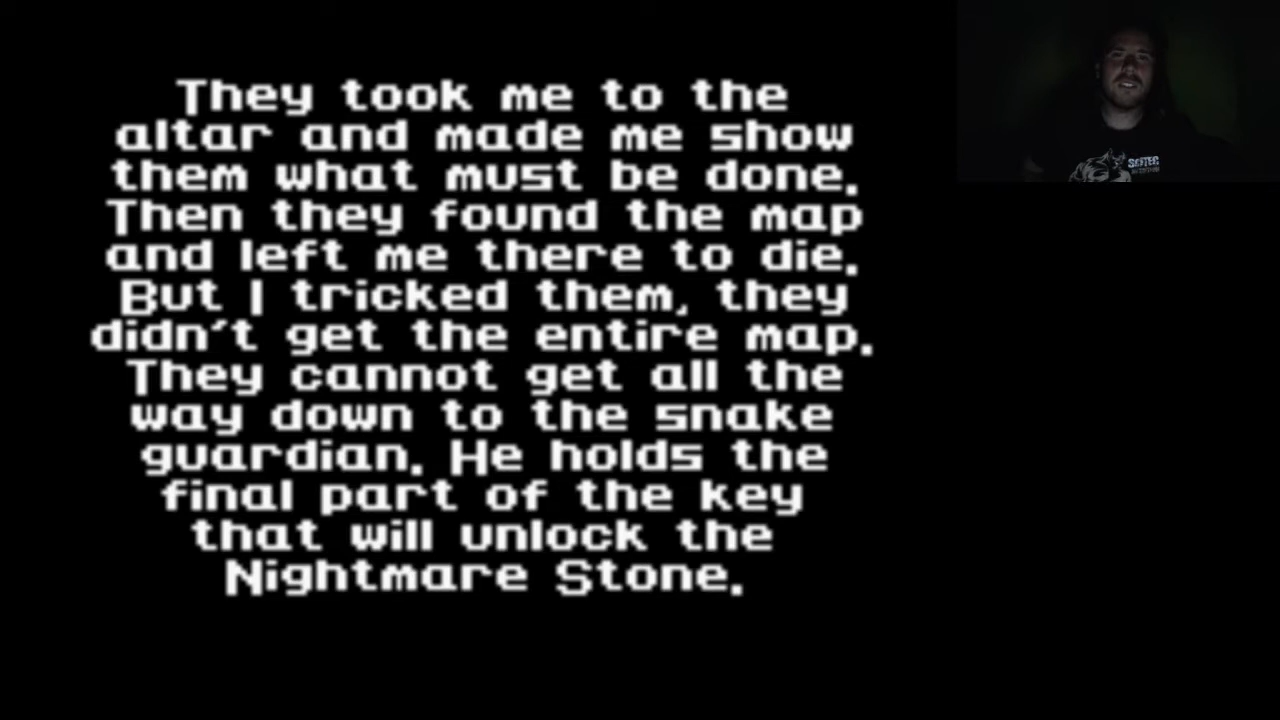 They took me to the
altar and made me show
them what must be done.
Then they found the map
and left me there to die.
But I tricked them, they
didn't get the entire map.
They cannot get all the
way down to the snake
guardian. He holds the
final part of the key
that will unlock the
Nightmare Stone.